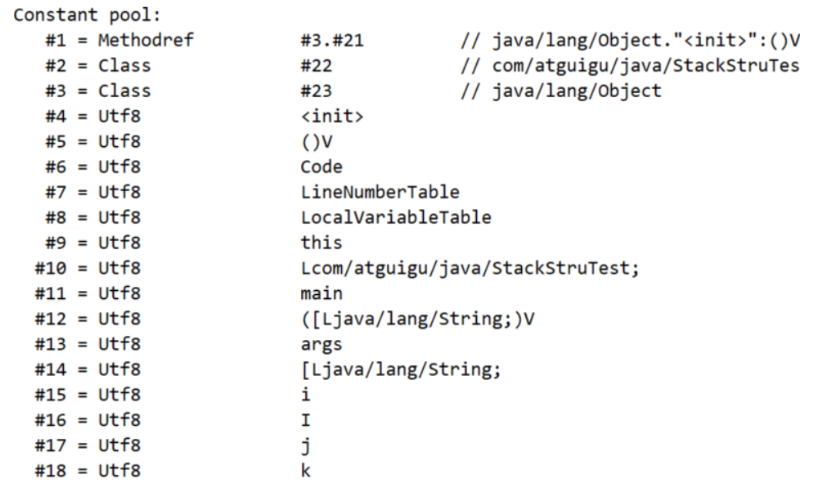 Constant pool:
#1 = Methodref #3.#21 // java/lang/Object."<init>":()V
#2 = Class #22 // com/atguigu/java/StackStruTes
#3 = Class #23 // java/lang/Object
#4 = Utf8 <init>
#5 = Utf8 ()V
#6 = Utf8 Code
#7 = Utf8 LineNumberTable
#8 = Utf8 LocalVariableTable
#9 = Utf8 this
#10 = Utf8 Lcom/atguigu/java/StackStruTest;
#11 = Utf8 main
#12 = Utf8 ([Ljava/lang/String;)V
#13 = Utf8 args
#14 = Utf8 [Ljava/lang/String;
#15 = Utf8 i
#16 = Utf8 I
#17 = Utf8 j
#18 = Utf8 k